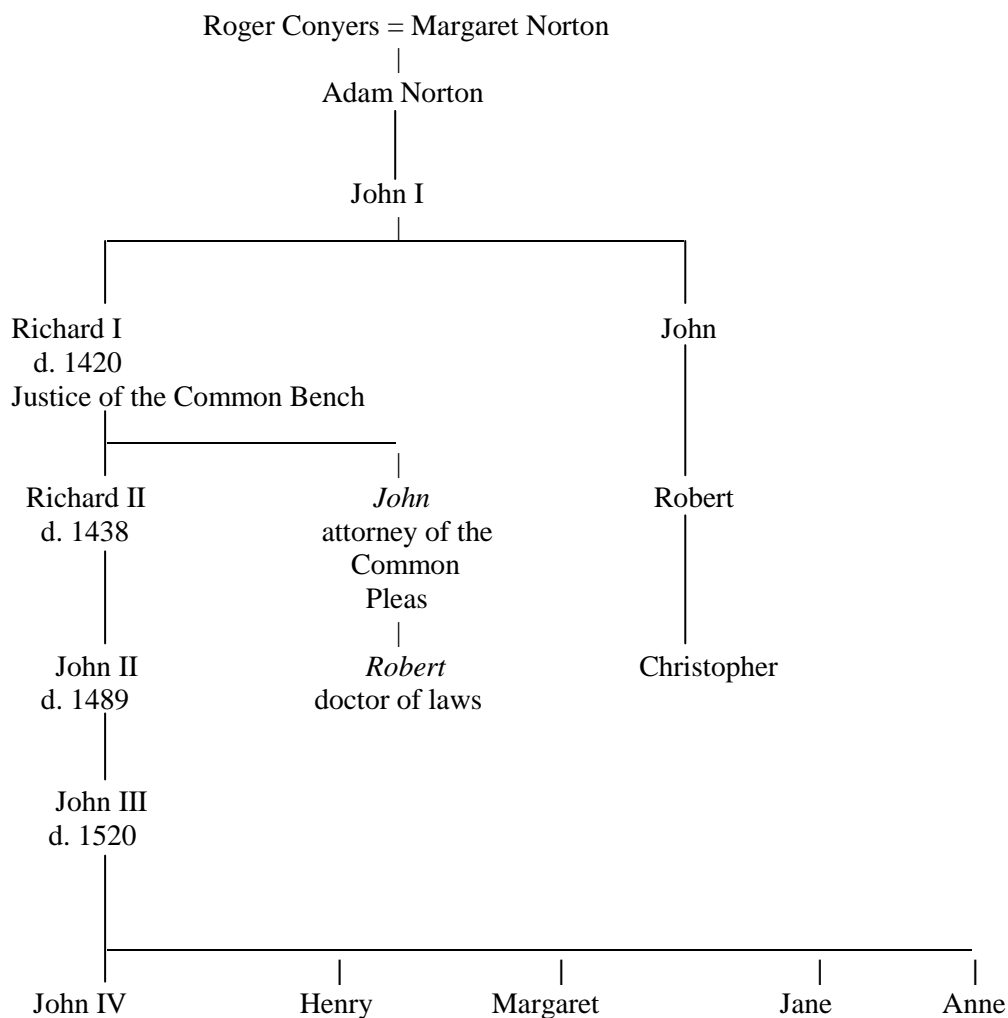 Roger Conyers = Margaret Norton
Adam Norton
John I
Richard I
d. 1420
Justice of the Common Bench
John
Richard II
d. 1438
John
attorney of the
Common
Pleas
Robert
John II
d. 1489
Robert
doctor of laws
Christopher
John III
d. 1520
John IV Henry Margaret Jane Anne